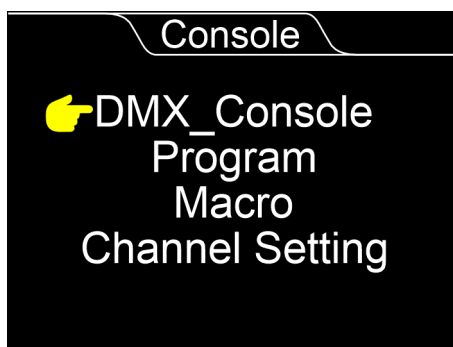 Console
DMX_Console
Program
Macro
Channel Setting